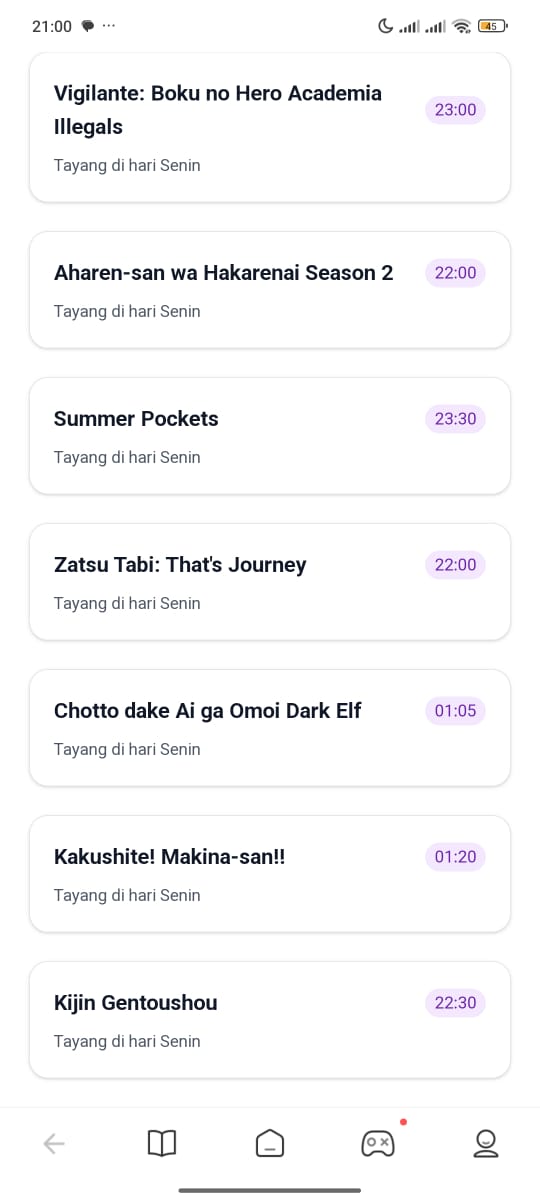 21:00 ... 45
Vigilante: Boku no Hero Academia
Illegals
23:00
Tayang di hari Senin
Aharen-san wa Hakarenai Season 2
22:00
Tayang di hari Senin
Summer Pockets
23:30
Tayang di hari Senin
Zatsu Tabi: That's Journey
22:00
Tayang di hari Senin
Chotto dake Ai ga Omoi Dark Elf
01:05
Tayang di hari Senin
Kakushite! Makina-san!!
01:20
Tayang di hari Senin
Kijin Gentoushou
22:30
Tayang di hari Senin